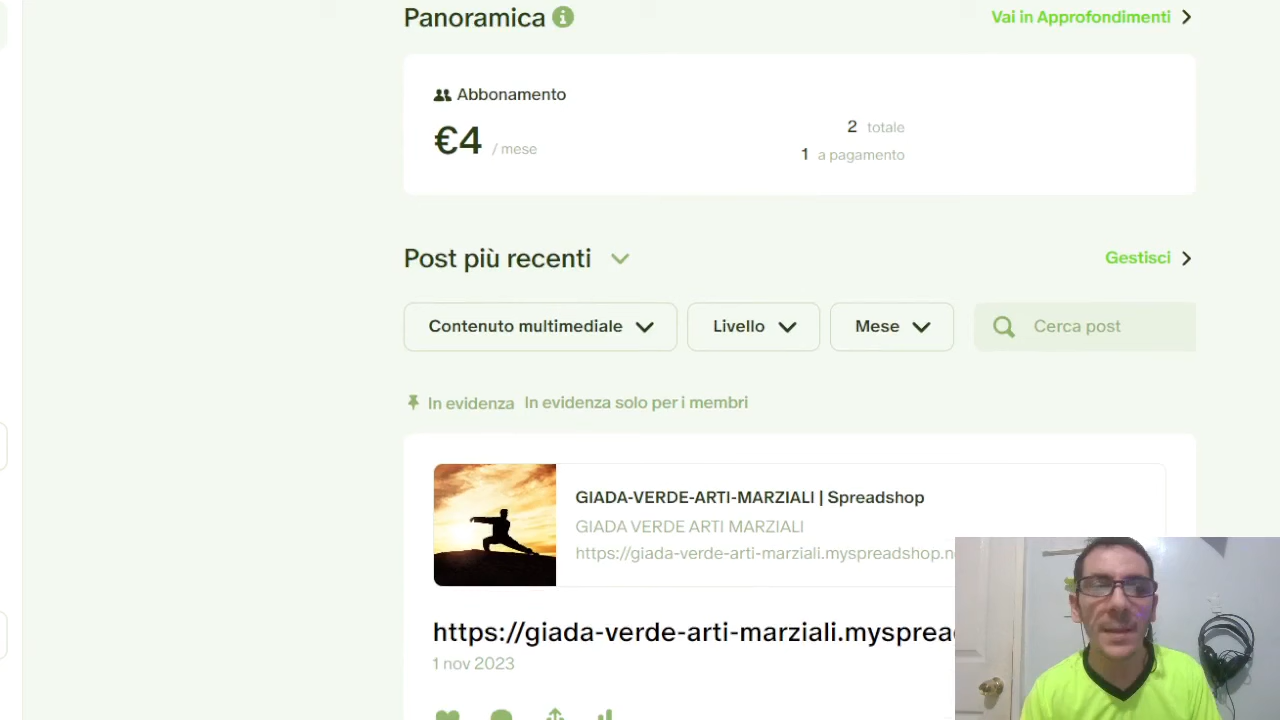 Panoramica
Vai in Approfondimenti
Abbonamento
€4 / mese
2 totale
1 a pagamento
Post più recenti
Gestisci
Contenuto multimediale
Livello
Mese
Cerca post
In evidenza In evidenza solo per i membri
GIADA-VERDE-ARTI-MARZIALI | Spreadshop
GIADA VERDE ARTI MARZIALI
https://giada-verde-arti-marziali.myspreadshop.n
https://giada-verde-arti-marziali.myspread
1 nov 2023